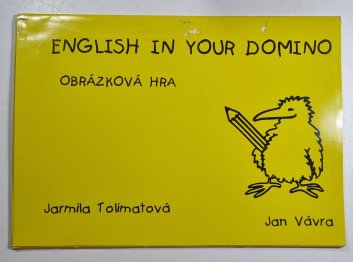 ENGLISH IN YOUR DOMINO
OBRÁZKOVÁ HRA
Jarmila Tolimatová
Jan Vávra